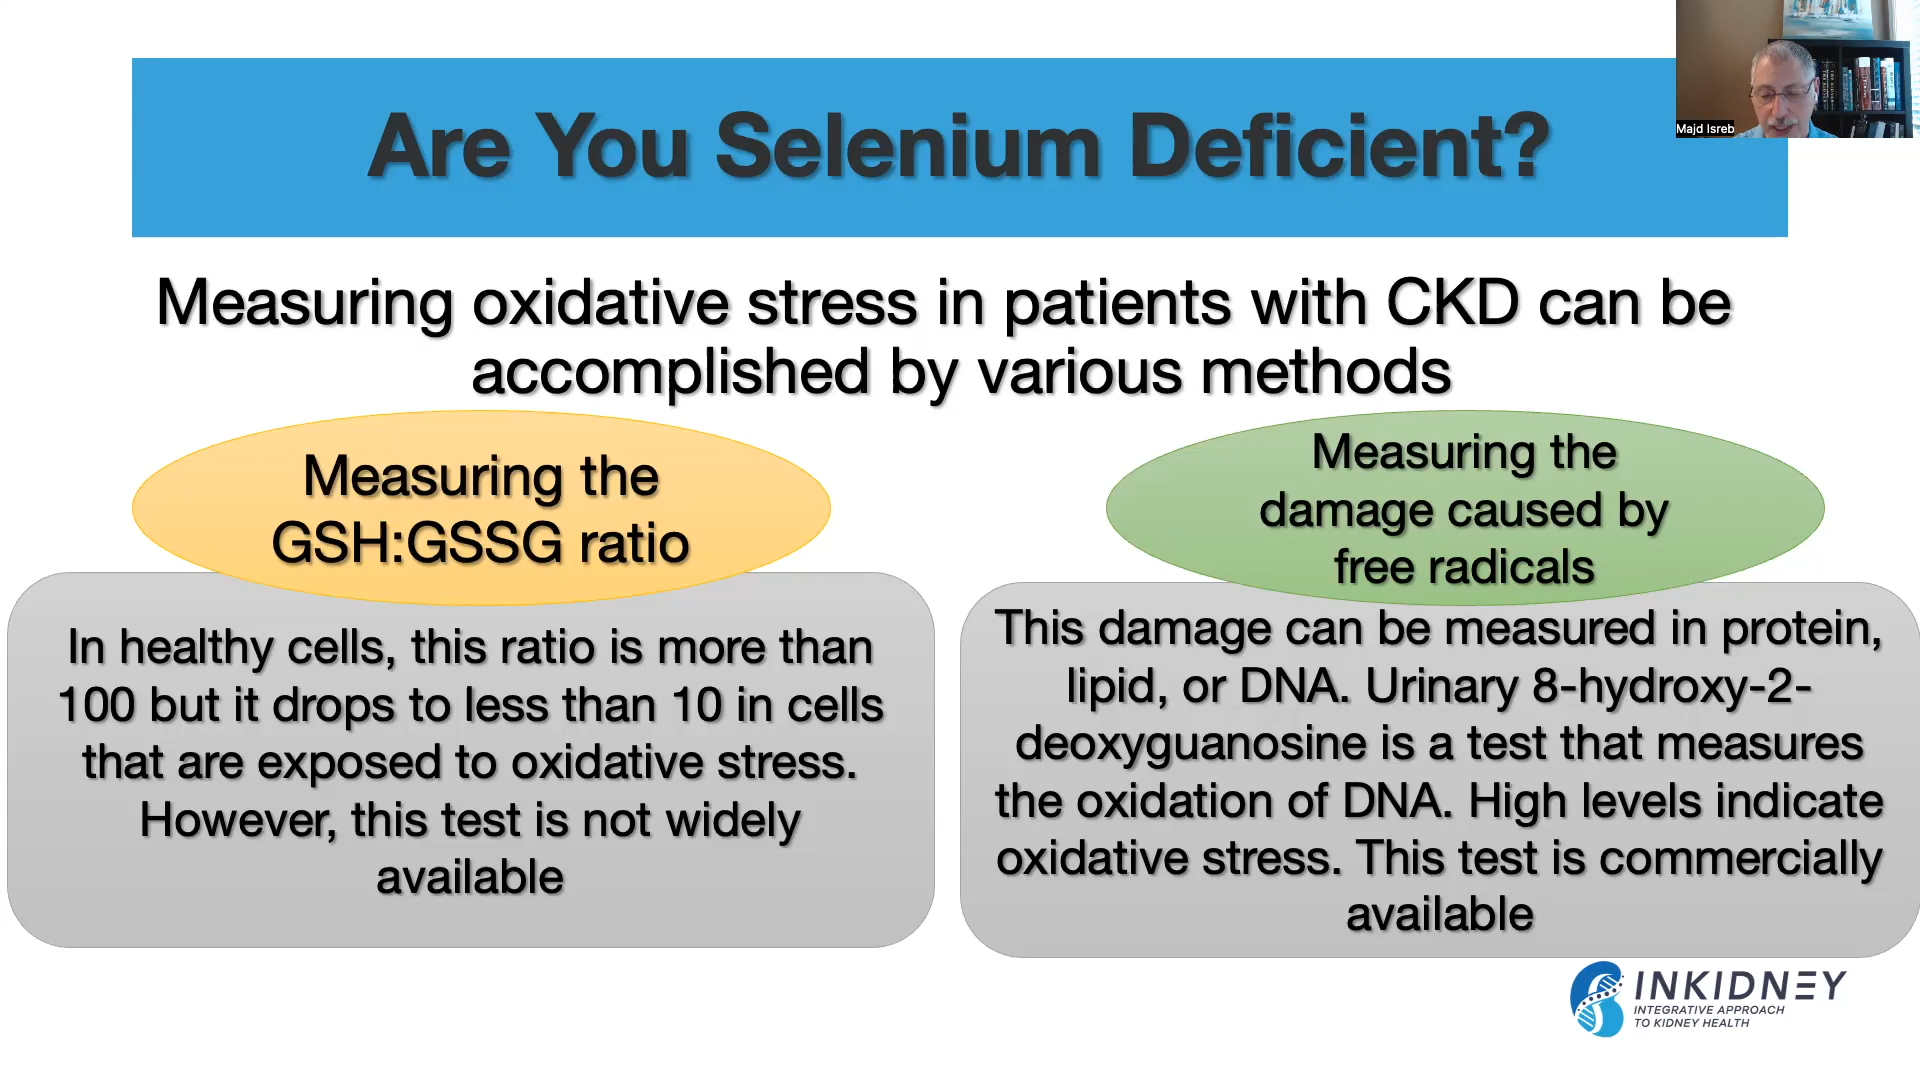 Are You Selenium Deficient?
Majd Isreb
Measuring oxidative stress in patients with CKD can be
accomplished by various methods
Measuring the
GSH:GSSG ratio
In healthy cells, this ratio is more than
100 but it drops to less than 10 in cells
that are exposed to oxidative stress.
However, this test is not widely
available
Measuring the
damage caused by
free radicals
This damage can be measured in protein,
lipid, or DNA. Urinary 8-hydroxy-2-
deoxyguanosine is a test that measures
the oxidation of DNA. High levels indicate
oxidative stress. This test is commercially
available
INKIDNEY
INTEGRATIVE APPROACH
TO KIDNEY HEALTH